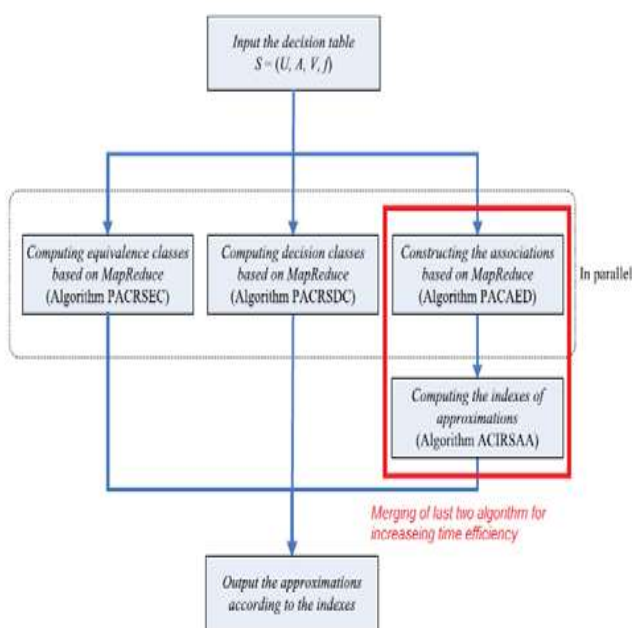 Input the decision table
S = (U, A, V, f)
Computing equivalence classes
based on MapReduce
(Algorithm PACRSEC)
Computing decision classes
based on MapReduce
(Algorithm PACRSDC)
Constructing the associations
based on MapReduce
(Algorithm PACAED)
In parallel
Computing the indexes of
approximations
(Algorithm ACIRSAA)
Merging of last two algorithm for
increaseing time efficiency
Output the approximations
according to the indexes